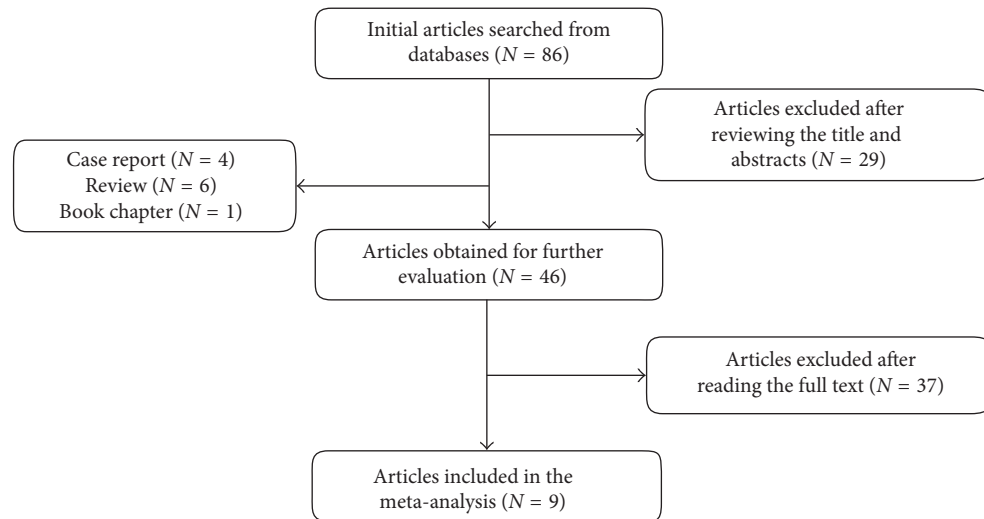 Initial articles searched from
databases (N = 86)
Articles excluded after
reviewing the title and
abstracts (N = 29)
Case report (N = 4)
Review (N = 6)
Book chapter (N = 1)
Articles obtained for further
evaluation (N = 46)
Articles excluded after
reading the full text (N = 37)
Articles included in the
meta-analysis (N = 9)